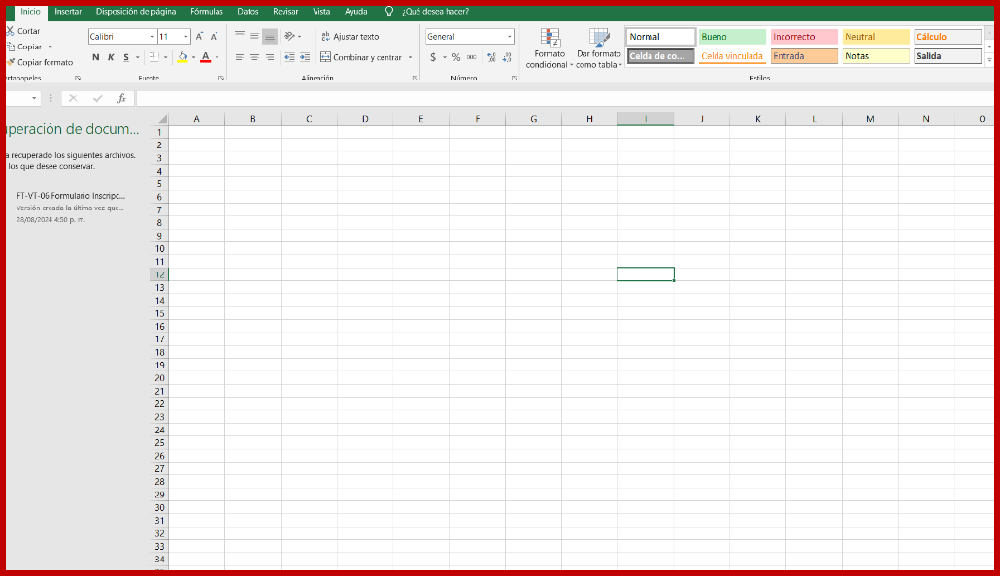 Inicio Insertar Disposición de página Fórmulas Datos Revisar Vista Ayuda ¿Qué desea hacer?
Cortar
Copiar
Copiar formato
Calibri 11
N K S
Fuente
Ajustar texto
Combinar y centrar
Alineación
General
$ % 000
Número
Formato
condicional
Dar formato
como tabla
Normal Bueno Incorrecto Neutral Cálculo
Celda de co... Celda vinculada Entrada Notas Salida
Estilos
fx
peración de docum...
a recuperado los siguientes archivos.
los que desee conservar.
FT-VT-06 Formulario Inscripc...
Versión creada la última vez que...
28/08/2024 4:50 p. m.
A B C D E F G H I J K L M N O
1
2
3
4
5
6
7
8
9
10
11
12
13
14
15
16
17
18
19
20
21
22
23
24
25
26
27
28
29
30
31
32
33
34